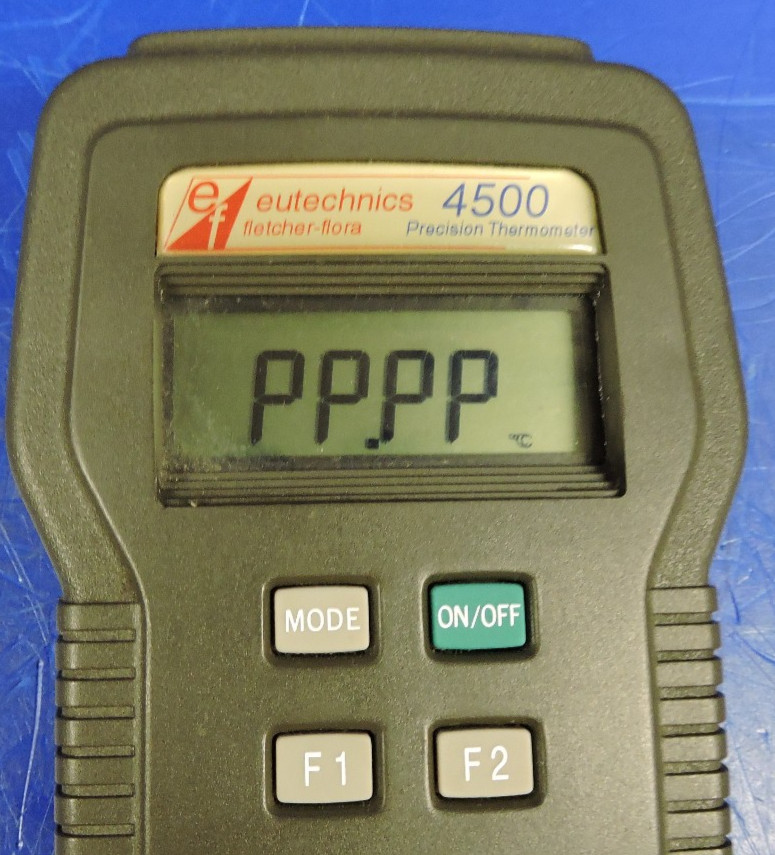 ef eutechnics 4500
fletcher-flora Precision Thermometer
PP.PP °C
MODE ON/OFF
F1 F2